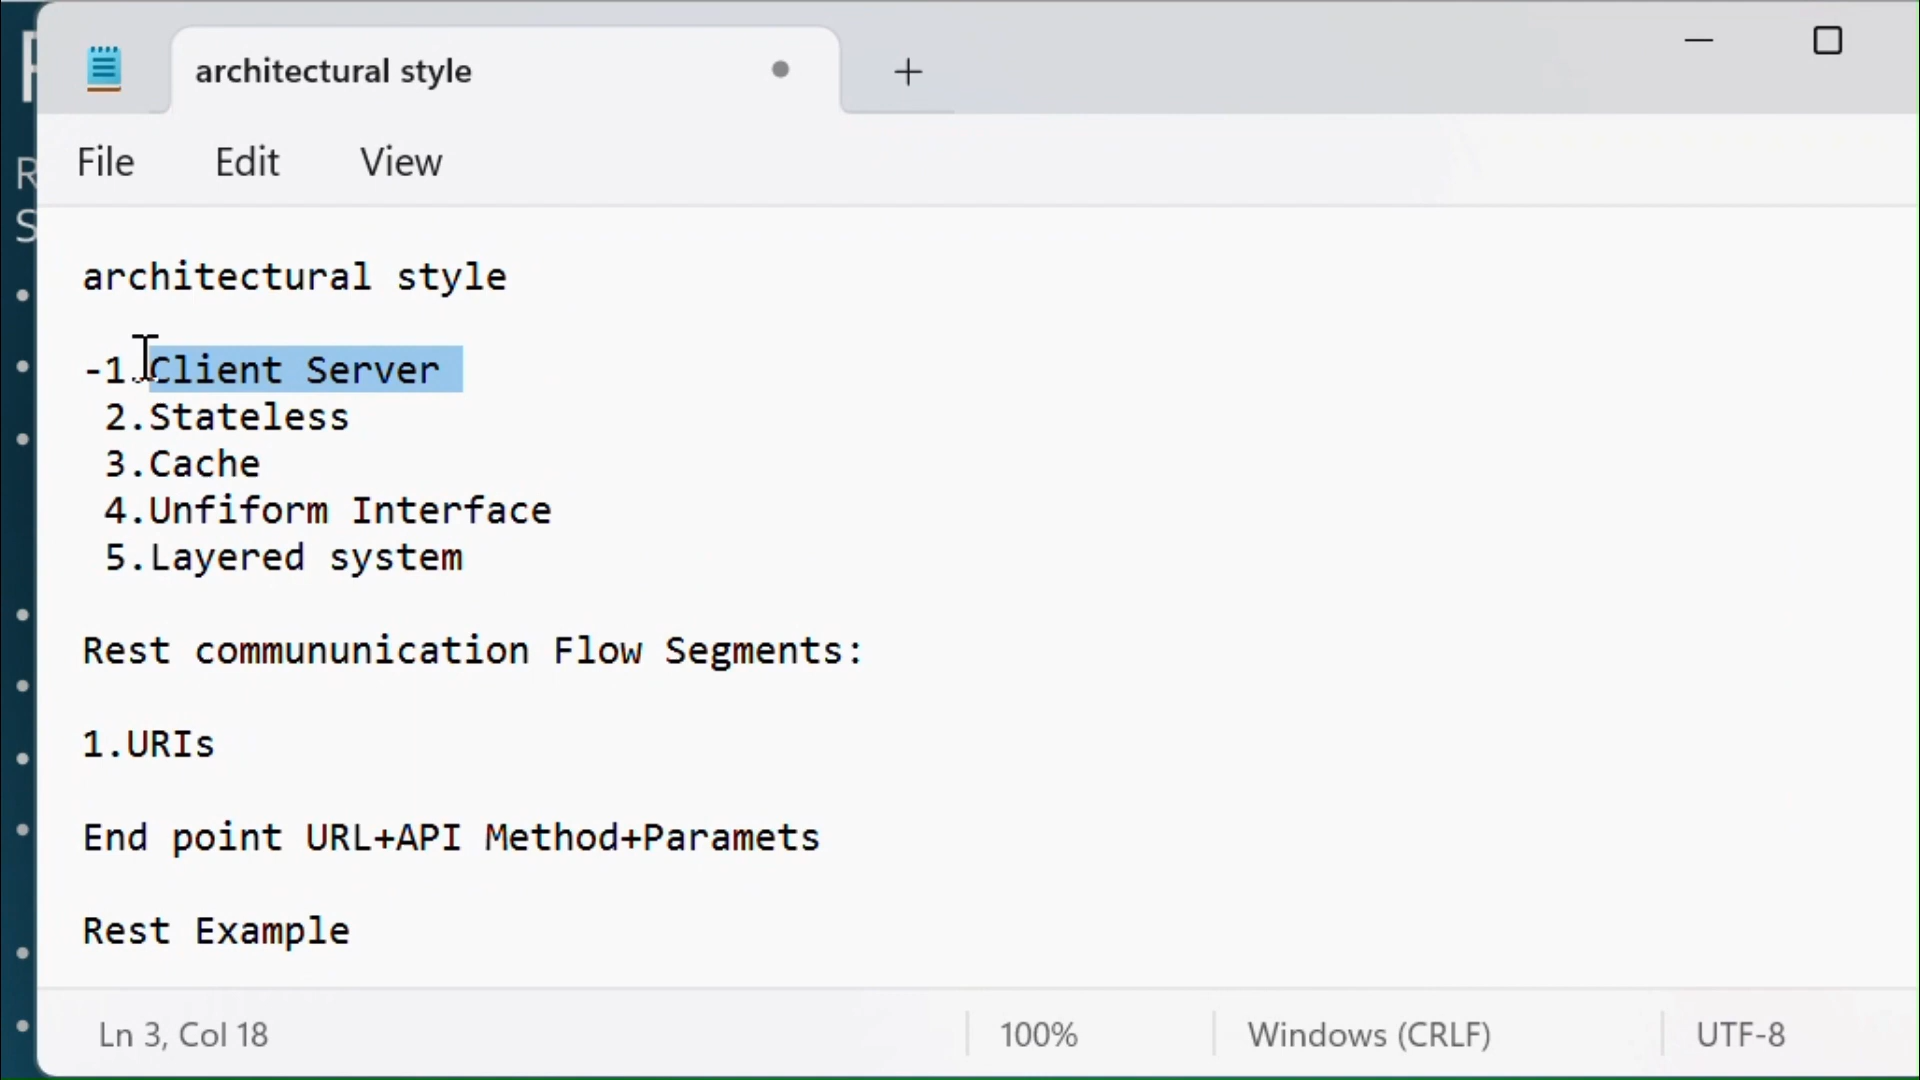 architectural style
File Edit View
architectural style
-1.Client Server
2.Stateless
3.Cache
4.Unfiform Interface
5.Layered system
Rest commununication Flow Segments:
1.URIs
End point URL+API Method+Paramets
Rest Example
Ln 3, Col 18 100% Windows (CRLF) UTF-8